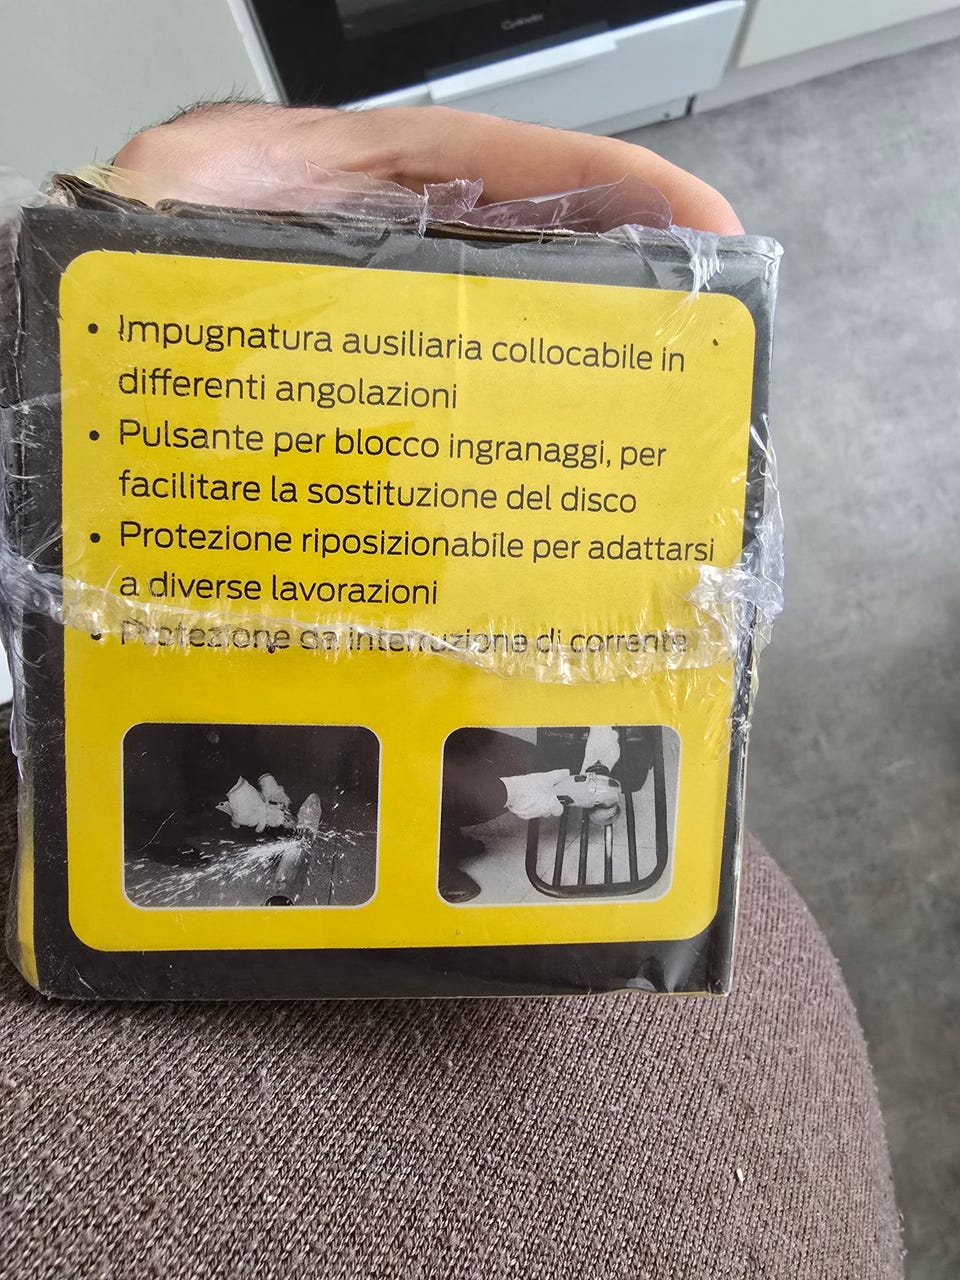 • Impugnatura ausiliaria collocabile in
differenti angolazioni
• Pulsante per blocco ingranaggi, per
facilitare la sostituzione del disco
• Protezione riposizionabile per adattarsi
a diverse lavorazioni
• Protezione da interruzione di corrente